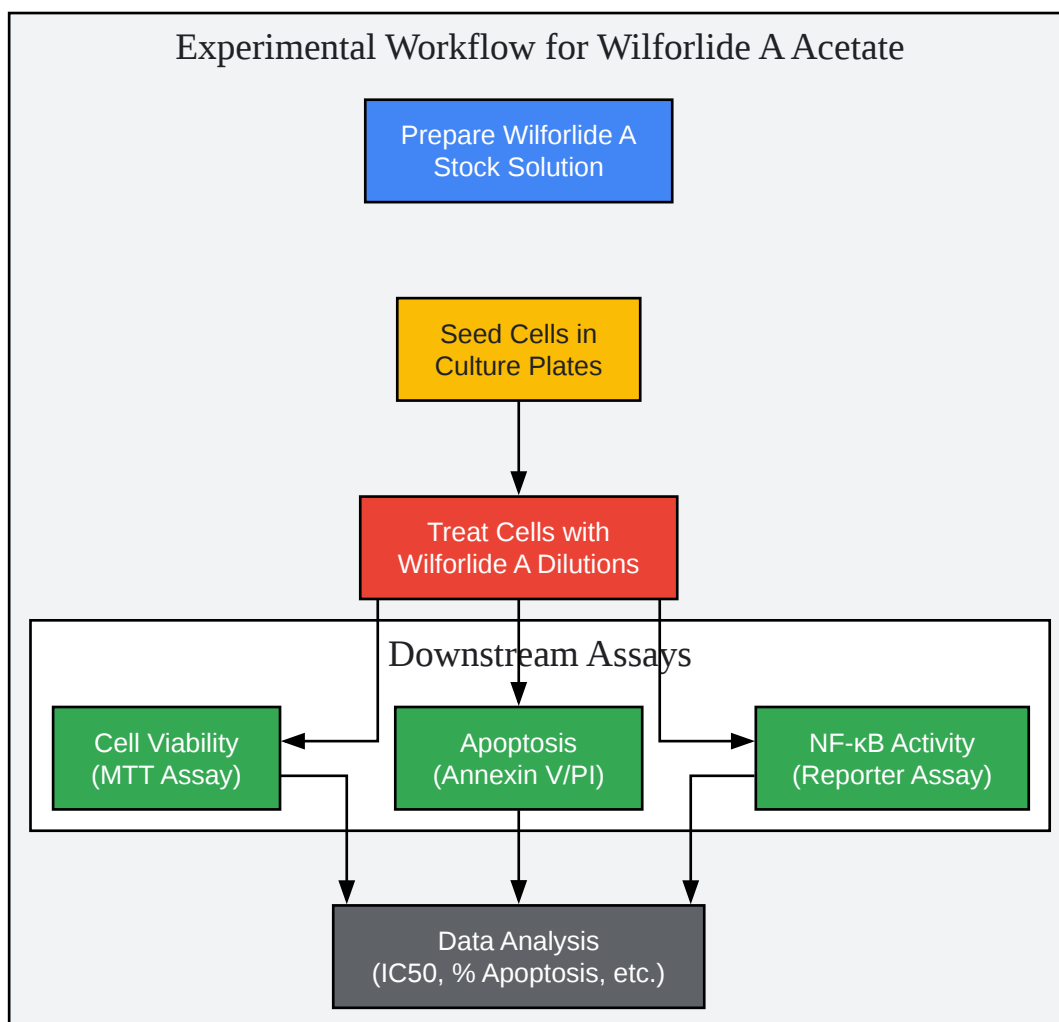 Experimental Workflow for Wilforlide A Acetate
Prepare Wilforlide A
Stock Solution
Seed Cells in
Culture Plates
Treat Cells with
Wilforlide A Dilutions
Downstream Assays
Cell Viability
(MTT Assay)
Apoptosis
(Annexin V/PI)
NF-κB Activity
(Reporter Assay)
Data Analysis
(IC50, % Apoptosis, etc.)